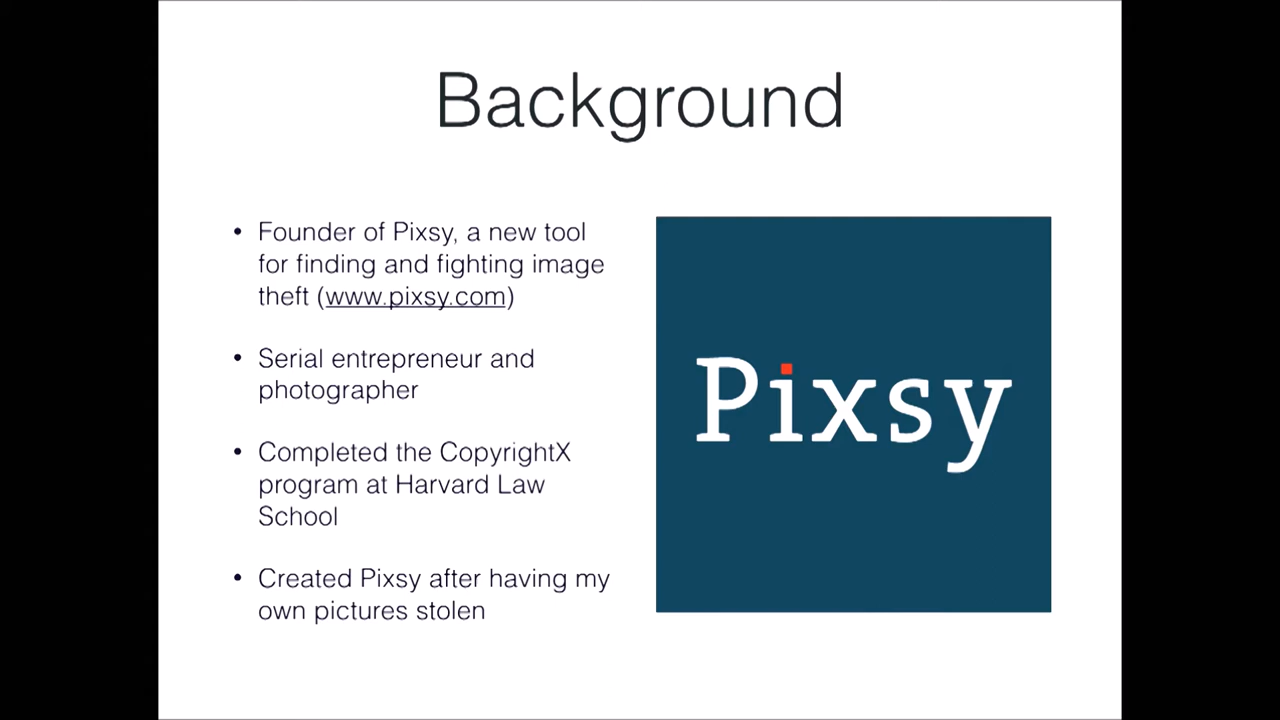 Background
• Founder of Pixsy, a new tool
for finding and fighting image
theft (www.pixsy.com)
• Serial entrepreneur and
photographer
• Completed the CopyrightX
program at Harvard Law
School
• Created Pixsy after having my
own pictures stolen
Pixsy